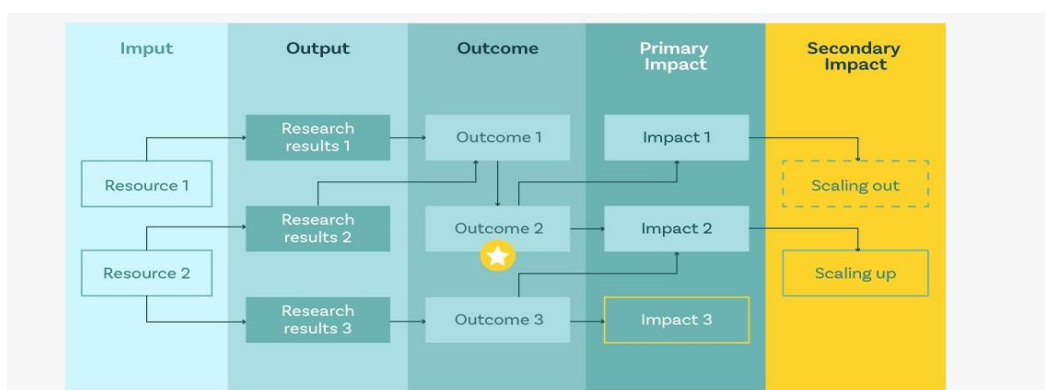 Imput
Output
Outcome
Primary
Impact
Secondary
Impact
Research
results 1
Outcome 1
Impact 1
Resource 1
Scaling out
Research
results 2
Outcome 2
Impact 2
Resource 2
Scaling up
Research
results 3
Outcome 3
Impact 3